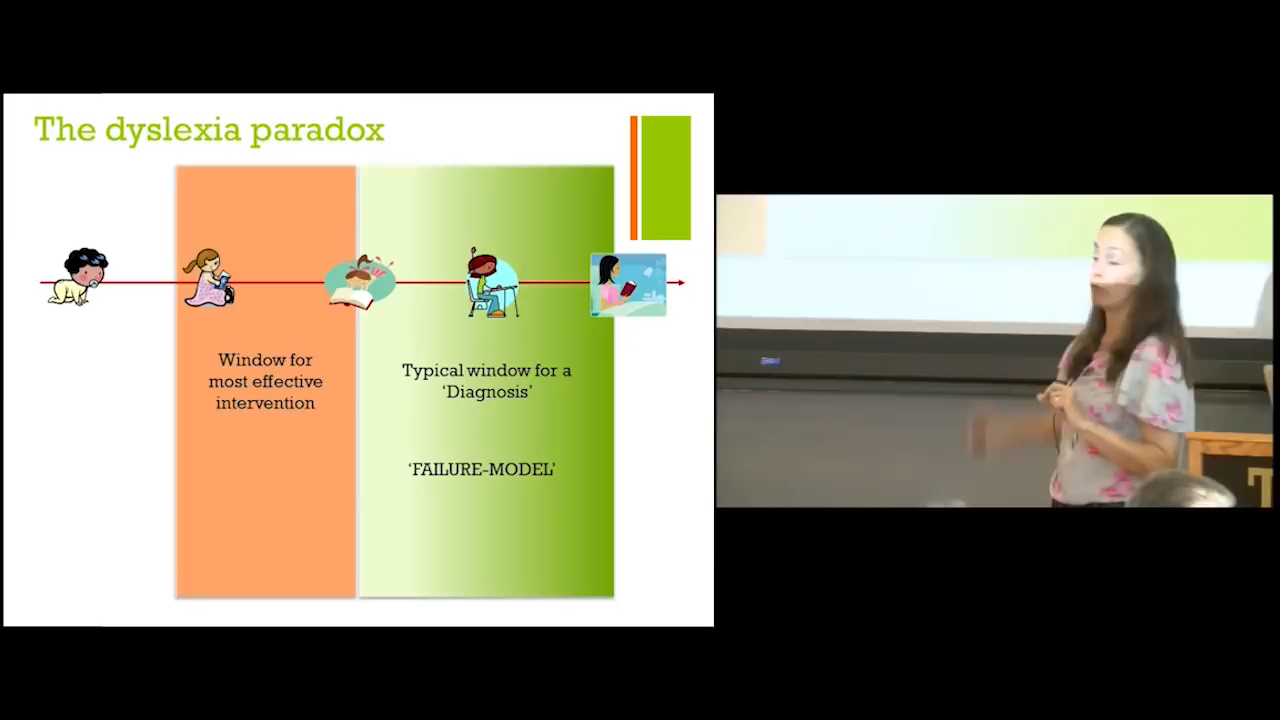 The dyslexia paradox
Window for
most effective
intervention
Typical window for a
‘Diagnosis’
‘FAILURE-MODEL’
T